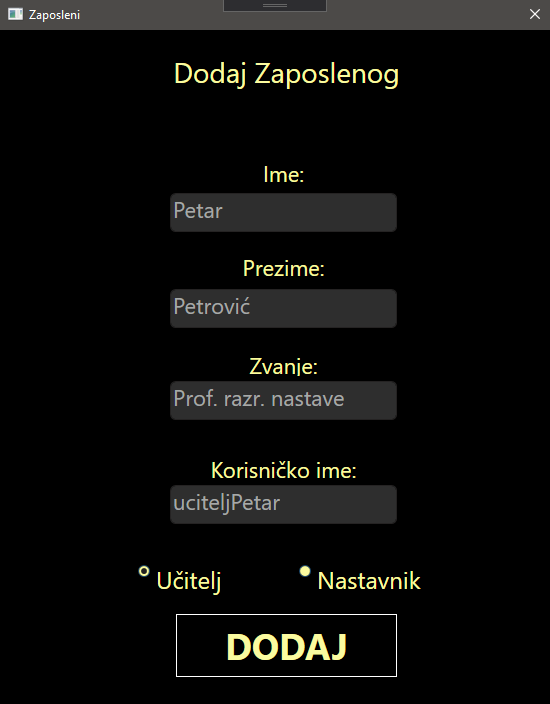 Zaposleni
Dodaj Zaposlenog
Ime:
Petar
Prezime:
Petrović
Zvanje:
Prof. razr. nastave
Korisničko ime:
uciteljPetar
Učitelj Nastavnik
DODAJ